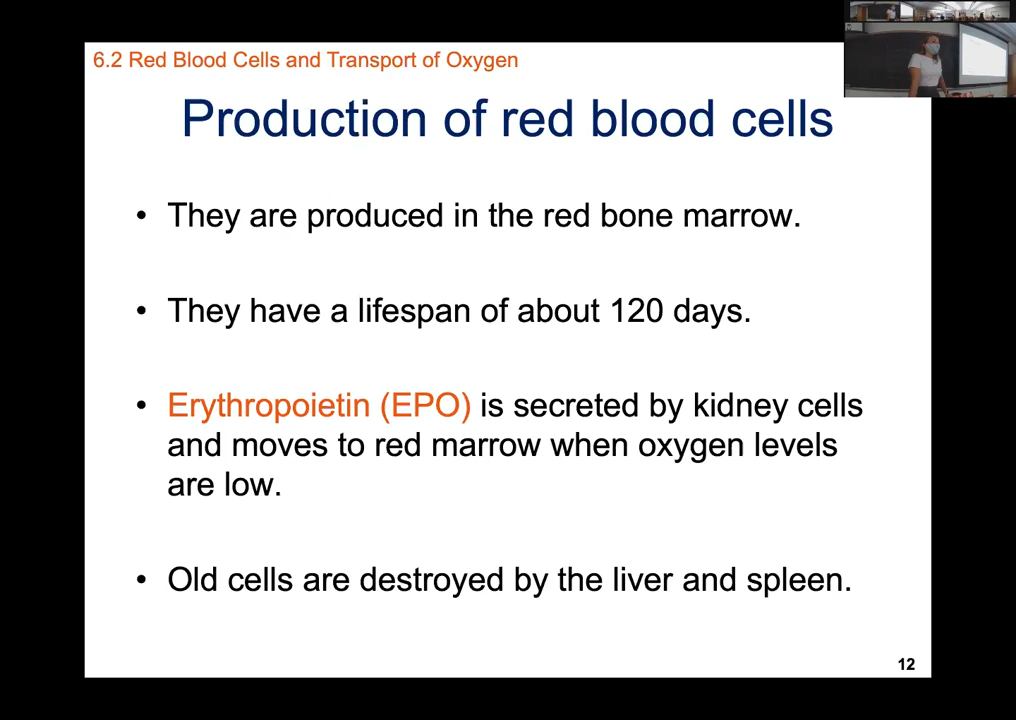 6.2 Red Blood Cells and Transport of Oxygen
Production of red blood cells
• They are produced in the red bone marrow.
• They have a lifespan of about 120 days.
• Erythropoietin (EPO) is secreted by kidney cells
and moves to red marrow when oxygen levels
are low.
• Old cells are destroyed by the liver and spleen.
12